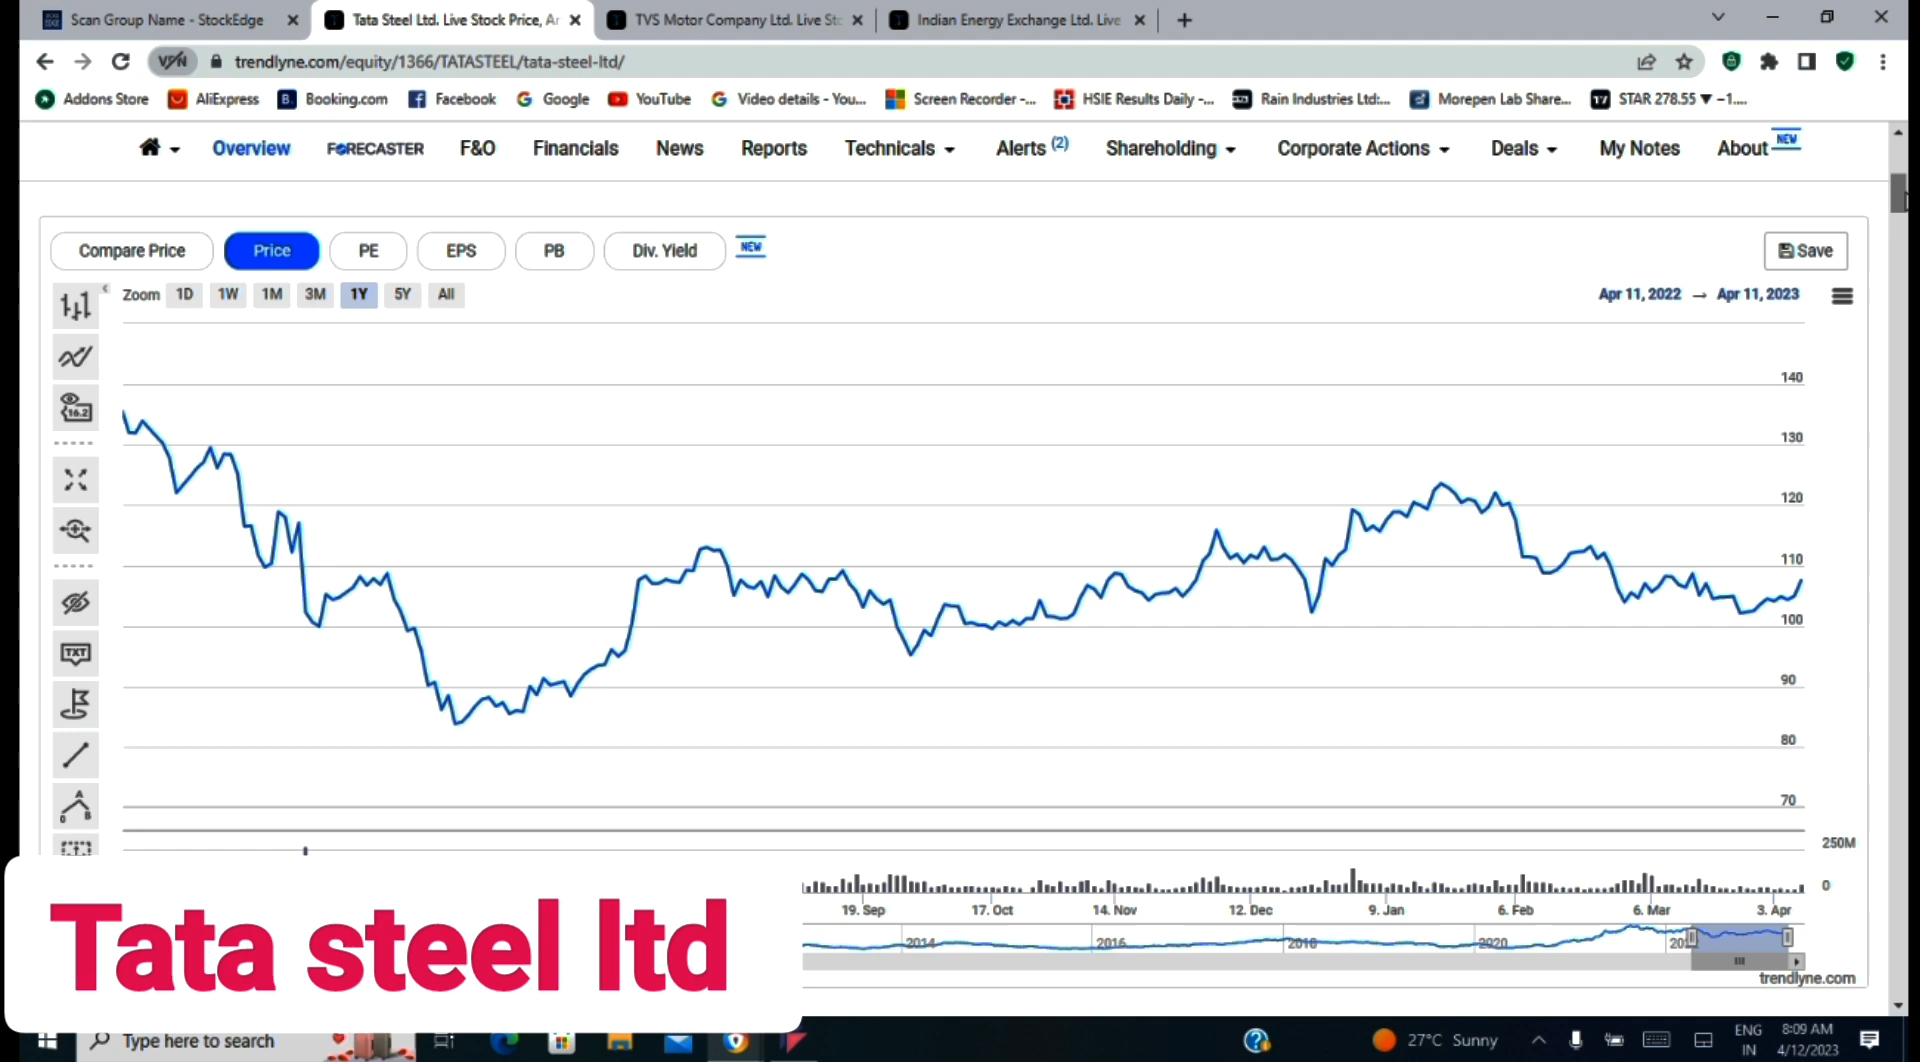 Scan Group Name - StockEdge
Tata Steel Ltd. Live Stock Price, Ar
TVS Motor Company Ltd. Live Sto
Indian Energy Exchange Ltd. Live
VPN
trendlyne.com/equity/1366/TATASTEEL/tata-steel-ltd/
Addons Store AliExpress Booking.com Facebook Google YouTube Video details - You... Screen Recorder -... HSIE Results Daily -... Rain Industries Ltd:... Morepen Lab Share... STAR 278.55 ▼ −1....
Overview FORECASTER F&O Financials News Reports Technicals Alerts (2) Shareholding Corporate Actions Deals My Notes About NEW
Compare Price Price PE EPS PB Div. Yield NEW Save
Zoom 1D 1W 1M 3M 1Y 5Y All
Apr 11, 2022 → Apr 11, 2023
16.2
TXT
A
0 B
140
130
120
110
100
90
80
70
250M
0
19. Sep 17. Oct 14. Nov 12. Dec 9. Jan 6. Feb 6. Mar 3. Apr
2014 2016 2018 2020
trendlyne.com
Tata steel ltd
Type here to search
27°C Sunny
ENG
IN
8:09 AM
4/12/2023